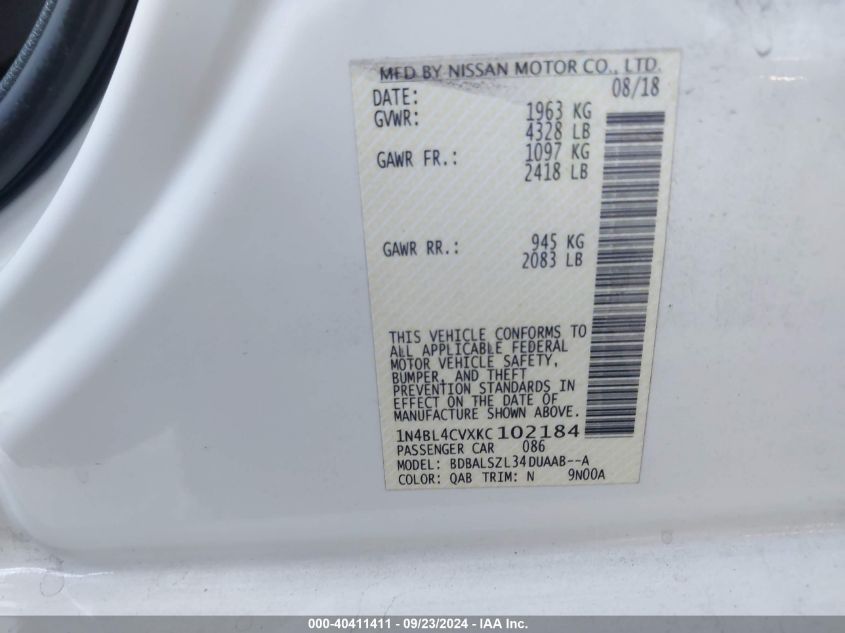 MFD BY NISSAN MOTOR CO., LTD.
DATE: 08/18
GVWR: 1963 KG
4328 LB
GAWR FR.: 1097 KG
2418 LB
GAWR RR.: 945 KG
2083 LB
THIS VEHICLE CONFORMS TO
ALL APPLICABLE FEDERAL
MOTOR VEHICLE SAFETY,
BUMPER, AND THEFT
PREVENTION STANDARDS IN
EFFECT ON THE DATE OF
MANUFACTURE SHOWN ABOVE.
1N4BL4CVXKC102184
PASSENGER CAR 086
MODEL: BDBALSZL34DUAAB--A
COLOR: QAB TRIM: N 9N00A
000-40411411 - 09/23/2024 - IAA Inc.